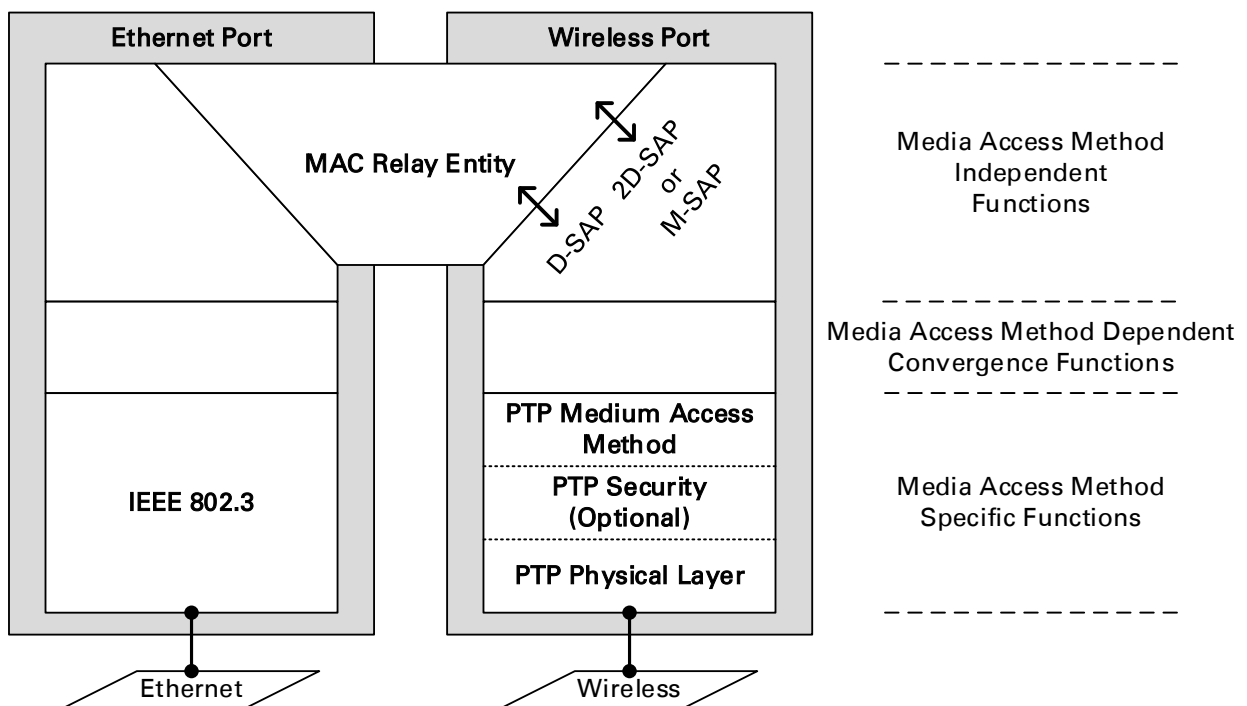 Ethernet Port
Wireless Port
MAC Relay Entity
D-SAP
2D-SAP
or
M-SAP
Media Access Method
Independent
Functions
Media Access Method Dependent
Convergence Functions
IEEE 802.3
PTP Medium Access
Method
PTP Security
(Optional)
PTP Physical Layer
Media Access Method
Specific Functions
Ethernet
Wireless